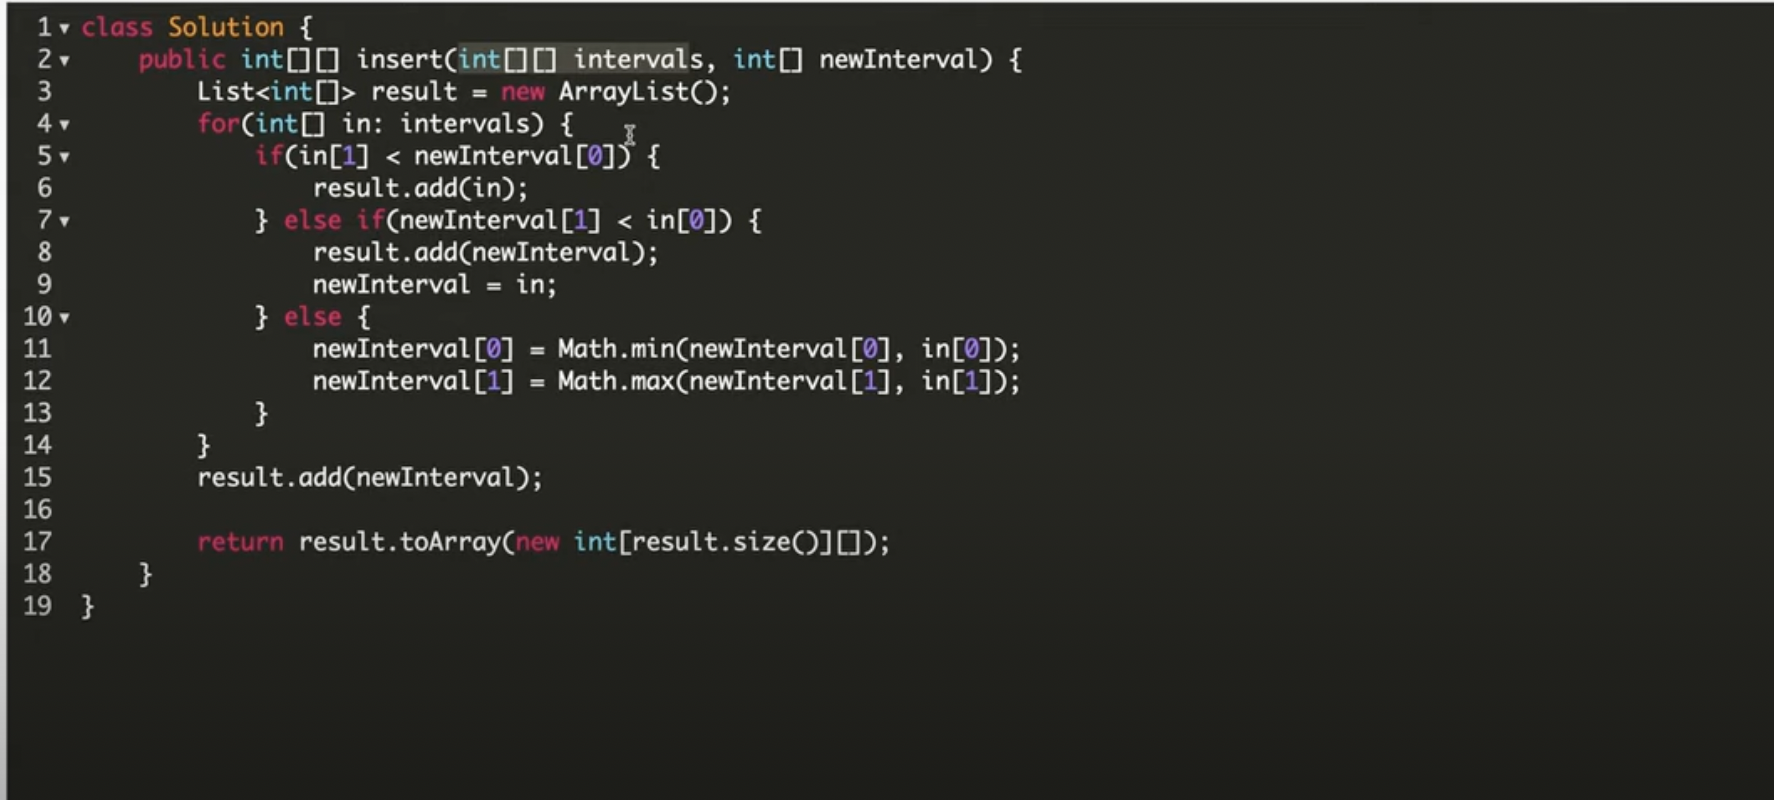 1 class Solution {
2     public int[][] insert(int[][] intervals, int[] newInterval) {
3         List<int[]> result = new ArrayList();
4         for(int[] in: intervals) {
5             if(in[1] < newInterval[0]) {
6                 result.add(in);
7             } else if(newInterval[1] < in[0]) {
8                 result.add(newInterval);
9                 newInterval = in;
10             } else {
11                 newInterval[0] = Math.min(newInterval[0], in[0]);
12                 newInterval[1] = Math.max(newInterval[1], in[1]);
13             }
14         }
15         result.add(newInterval);
16
17         return result.toArray(new int[result.size()][]);
18     }
19 }